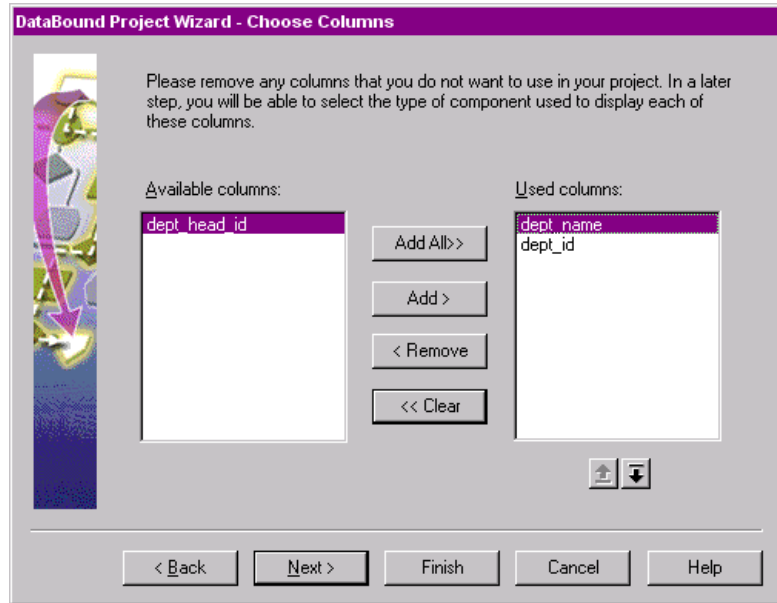 DataBound Project Wizard - Choose Columns
Please remove any columns that you do not want to use in your project. In a later
step, you will be able to select the type of component used to display each of
these columns.
Available columns:
Used columns:
dept_head_id
dept_name
dept_id
Add All>>
Add >
< Remove
<< Clear
< Back
Next >
Finish
Cancel
Help